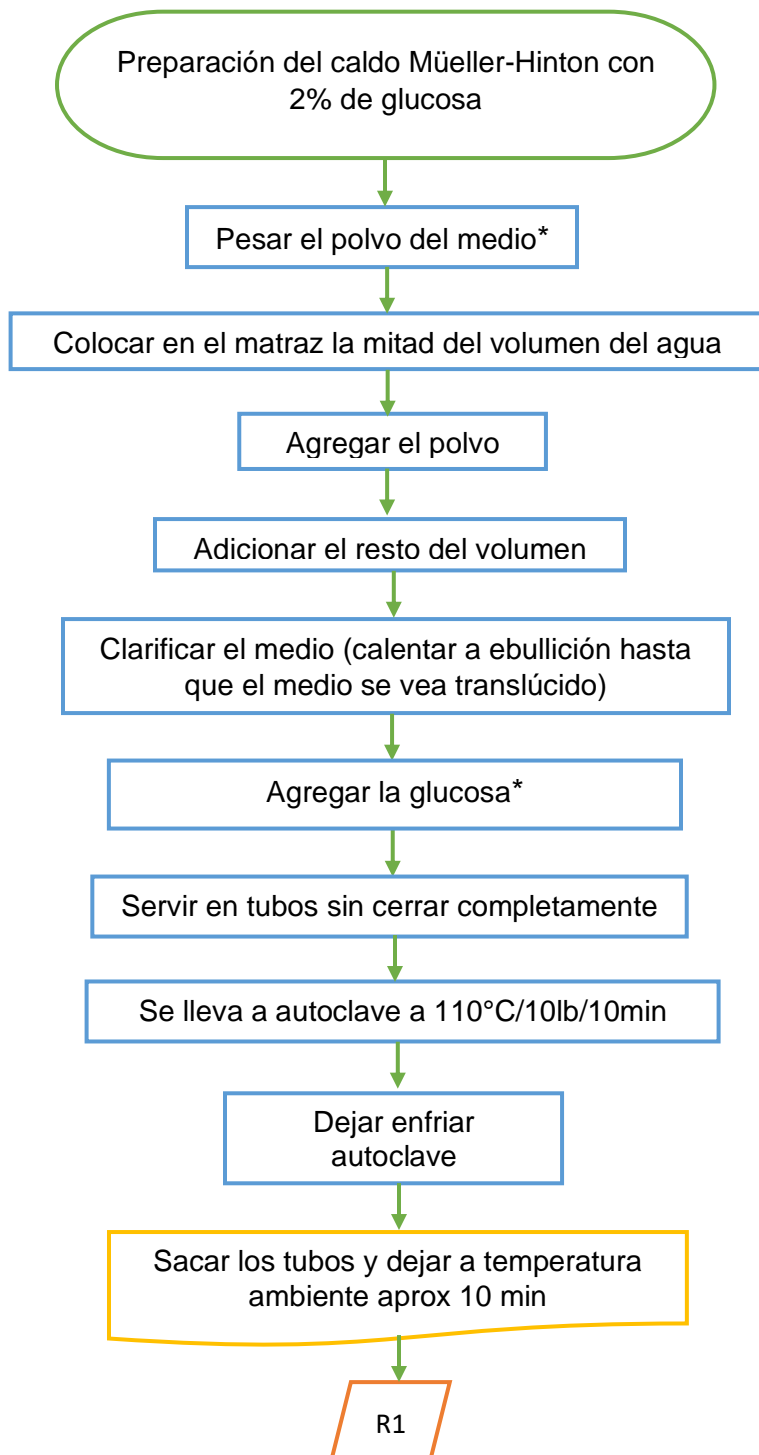 Preparación del caldo Müeller-Hinton con
2% de glucosa
Pesar el polvo del medio*
Colocar en el matraz la mitad del volumen del agua
Agregar el polvo
Adicionar el resto del volumen
Clarificar el medio (calentar a ebullición hasta
que el medio se vea translúcido)
Agregar la glucosa*
Servir en tubos sin cerrar completamente
Se lleva a autoclave a 110°C/10lb/10min
Dejar enfriar
autoclave
Sacar los tubos y dejar a temperatura
ambiente aprox 10 min
R1